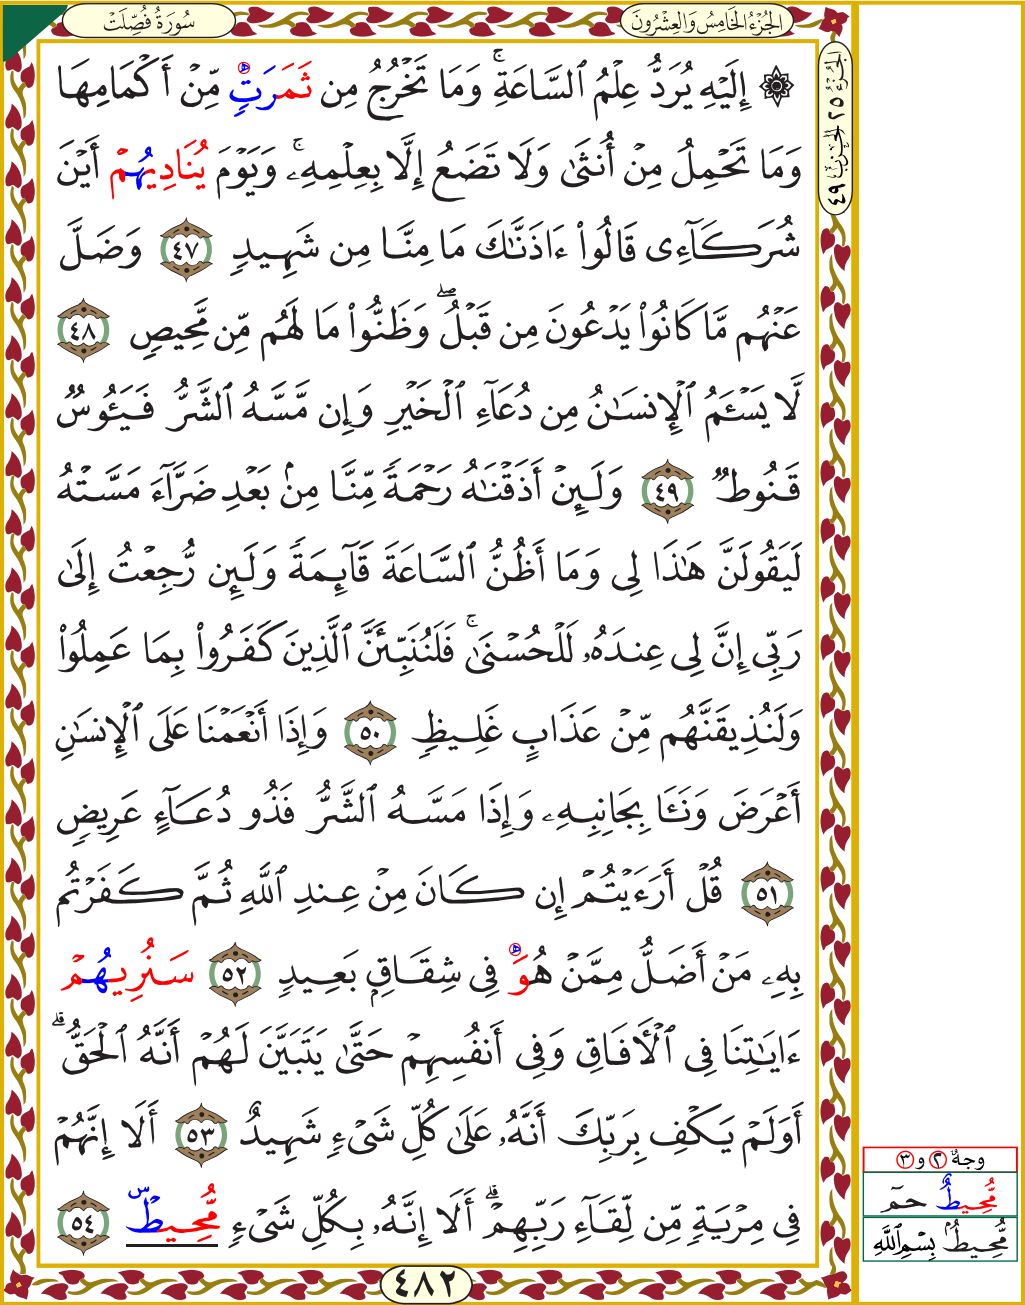 الجُزْءُ الخَامِسُ وَالعِشْرُونَ
سُورَةُ فُصِّلَتْ
الجزء ٢٥ الحزب ٤٩
۞ إِلَيْهِ يُرَدُّ عِلْمُ ٱلسَّاعَةِۚ وَمَا تَخْرُجُ مِن ثَمَرَتٍ مِّنْ أَكْمَامِهَا
وَمَا تَحْمِلُ مِنْ أُنثَىٰ وَلَا تَضَعُ إِلَّا بِعِلْمِهِۦۚ وَيَوْمَ يُنَادِيهُمْ أَيْنَ
شُرَكَآءِى قَالُوٓاْ ءَاذَنَّٰكَ مَا مِنَّا مِن شَهِيدٍ ٤٧ وَضَلَّ
عَنْهُم مَّا كَانُواْ يَدْعُونَ مِن قَبْلُۖ وَظَنُّواْ مَا لَهُم مِّن مَّحِيصٍ ٤٨
لَّا يَسْـَٔمُ ٱلْإِنسَٰنُ مِن دُعَآءِ ٱلْخَيْرِ وَإِن مَّسَّهُ ٱلشَّرُّ فَيَـُٔوسٌ
قَنُوطٌ ٤٩ وَلَئِنْ أَذَقْنَٰهُ رَحْمَةً مِّنَّا مِنۢ بَعْدِ ضَرَّآءَ مَسَّتْهُ
لَيَقُولَنَّ هَٰذَا لِى وَمَآ أَظُنُّ ٱلسَّاعَةَ قَآئِمَةً وَلَئِن رُّجِعْتُ إِلَىٰ
رَبِّىٓ إِنَّ لِى عِندَهُۥ لَلْحُسْنَىٰۚ فَلَنُنَبِّئَنَّ ٱلَّذِينَ كَفَرُواْ بِمَا عَمِلُواْ
وَلَنُذِيقَنَّهُم مِّنْ عَذَابٍ غَلِيظٍ ٥٠ وَإِذَآ أَنْعَمْنَا عَلَى ٱلْإِنسَٰنِ
أَعْرَضَ وَنَـَٔا بِجَانِبِهِۦ وَإِذَا مَسَّهُ ٱلشَّرُّ فَذُو دُعَآءٍ عَرِيضٍ
٥١ قُلْ أَرَءَيْتُمْ إِن كَانَ مِنْ عِندِ ٱللَّهِ ثُمَّ كَفَرْتُم
بِهِۦ مَنْ أَضَلُّ مِمَّنْ هُوَ فِى شِقَاقٍۭ بَعِيدٍ ٥٢ سَنُرِيهُمْ
ءَايَٰتِنَا فِى ٱلْأٓفَاقِ وَفِىٓ أَنفُسِهِمْ حَتَّىٰ يَتَبَيَّنَ لَهُمْ أَنَّهُ ٱلْحَقُّۗ
أَوَلَمْ يَكْفِ بِرَبِّكَ أَنَّهُۥ عَلَىٰ كُلِّ شَىْءٍ شَهِيدٌ ٥٣ أَلَآ إِنَّهُمْ
فِى مِرْيَةٍ مِّن لِّقَآءِ رَبِّهِمْۗ أَلَآ إِنَّهُۥ بِكُلِّ شَىْءٍ مُّحِيطٌ ٥٤
وجهٌ ٢ و ٣
مُّحِيطٌ حمٓ
مُّحِيطُۢ بِسْمِ ٱللَّهِ
٤٨٢